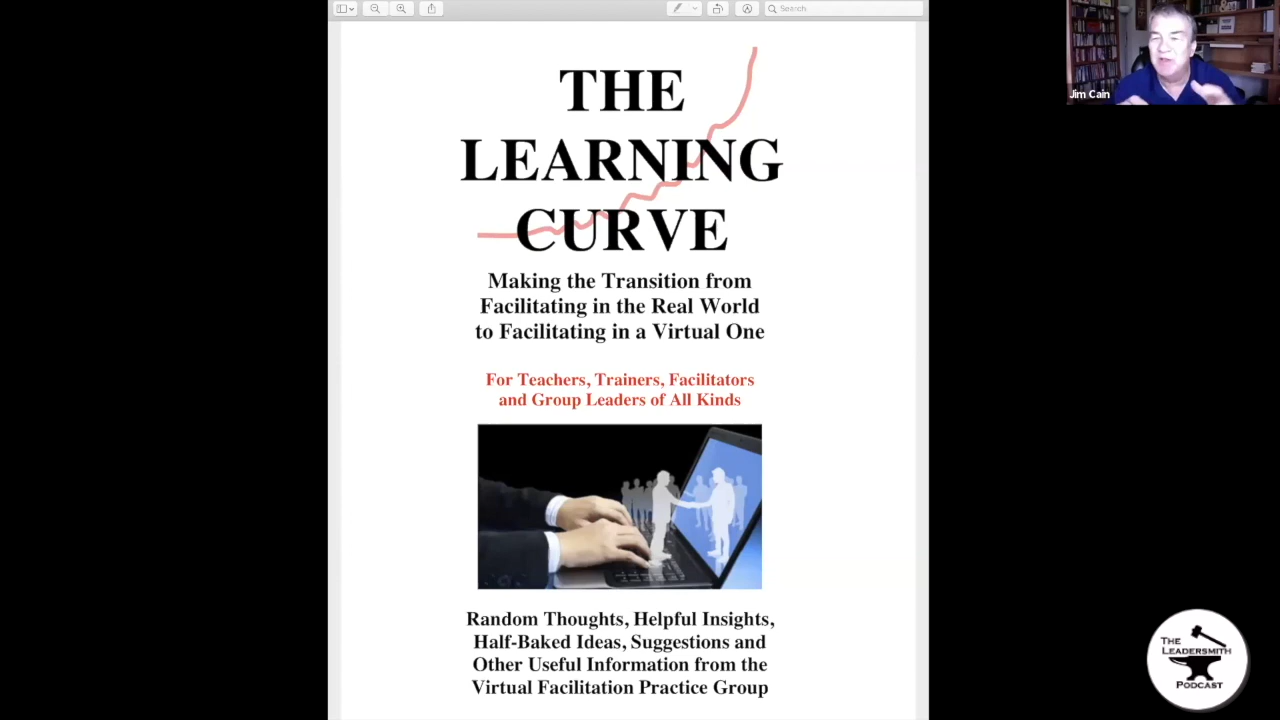 Search
THE
LEARNING
CURVE
Making the Transition from
Facilitating in the Real World
to Facilitating in a Virtual One
For Teachers, Trainers, Facilitators
and Group Leaders of All Kinds
Random Thoughts, Helpful Insights,
Half-Baked Ideas, Suggestions and
Other Useful Information from the
Virtual Facilitation Practice Group
Jim Cain
THE
LEADERSMITH
PODCAST